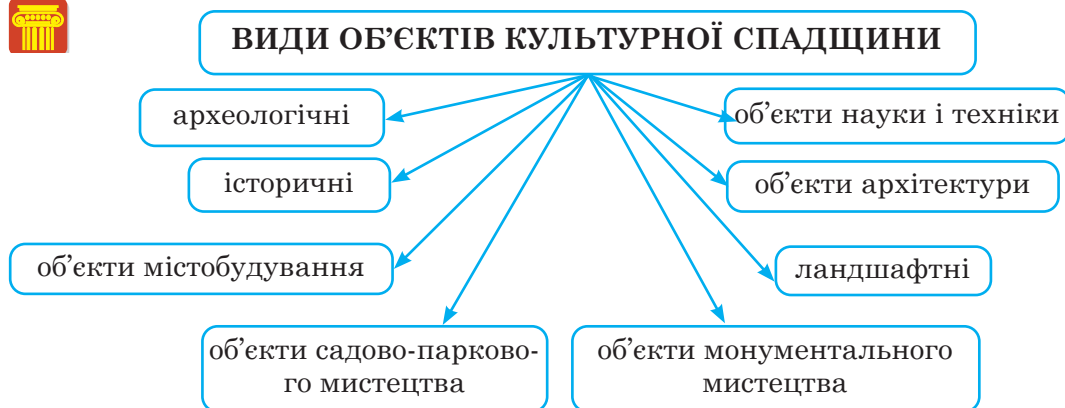 ВИДИ ОБ’ЄКТІВ КУЛЬТУРНОЇ СПАДЩИНИ
археологічні
об’єкти науки і техніки
історичні
об’єкти архітектури
об’єкти містобудування
ландшафтні
об’єкти садово-парково-
го мистецтва
об’єкти монументального
мистецтва